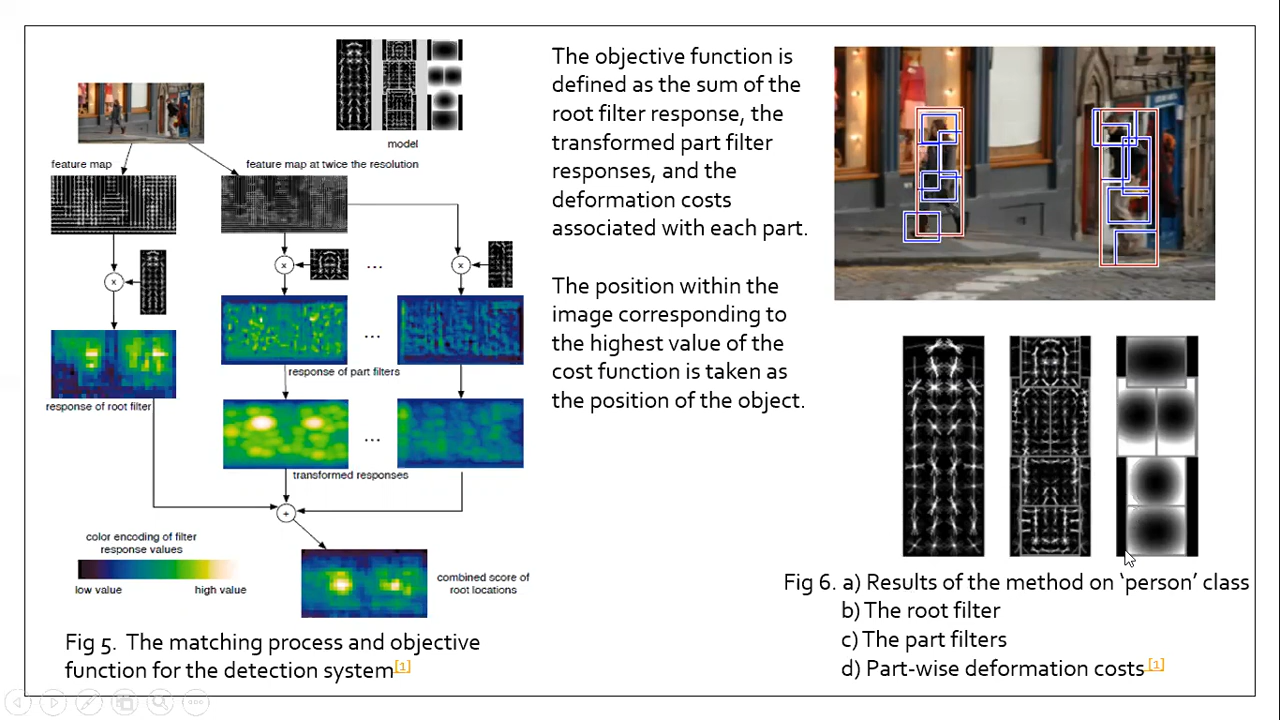 model
feature map
feature map at twice the resolution
x
x
...
x
...
response of part filters
response of root filter
...
transformed responses
+
color encoding of filter
response values
low value
high value
combined score of
root locations
Fig 5. The matching process and objective
function for the detection system[1]
The objective function is
defined as the sum of the
root filter response, the
transformed part filter
responses, and the
deformation costs
associated with each part.
The position within the
image corresponding to
the highest value of the
cost function is taken as
the position of the object.
Fig 6. a) Results of the method on ‘person’ class
b) The root filter
c) The part filters
d) Part-wise deformation costs[1]